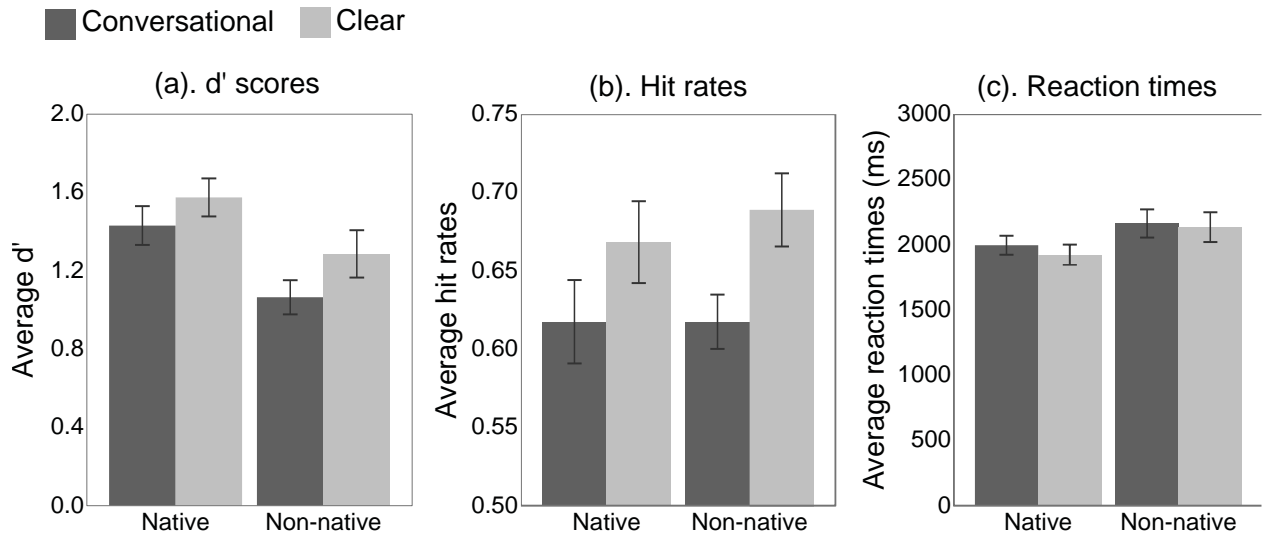 Conversational Clear
(a). d' scores
Average d'
2.0
1.6
1.2
0.8
0.4
0.0
Native Non-native
(b). Hit rates
Average hit rates
0.75
0.70
0.65
0.60
0.55
0.50
Native Non-native
(c). Reaction times
Average reaction times (ms)
3000
2500
2000
1500
1000
500
0
Native Non-native